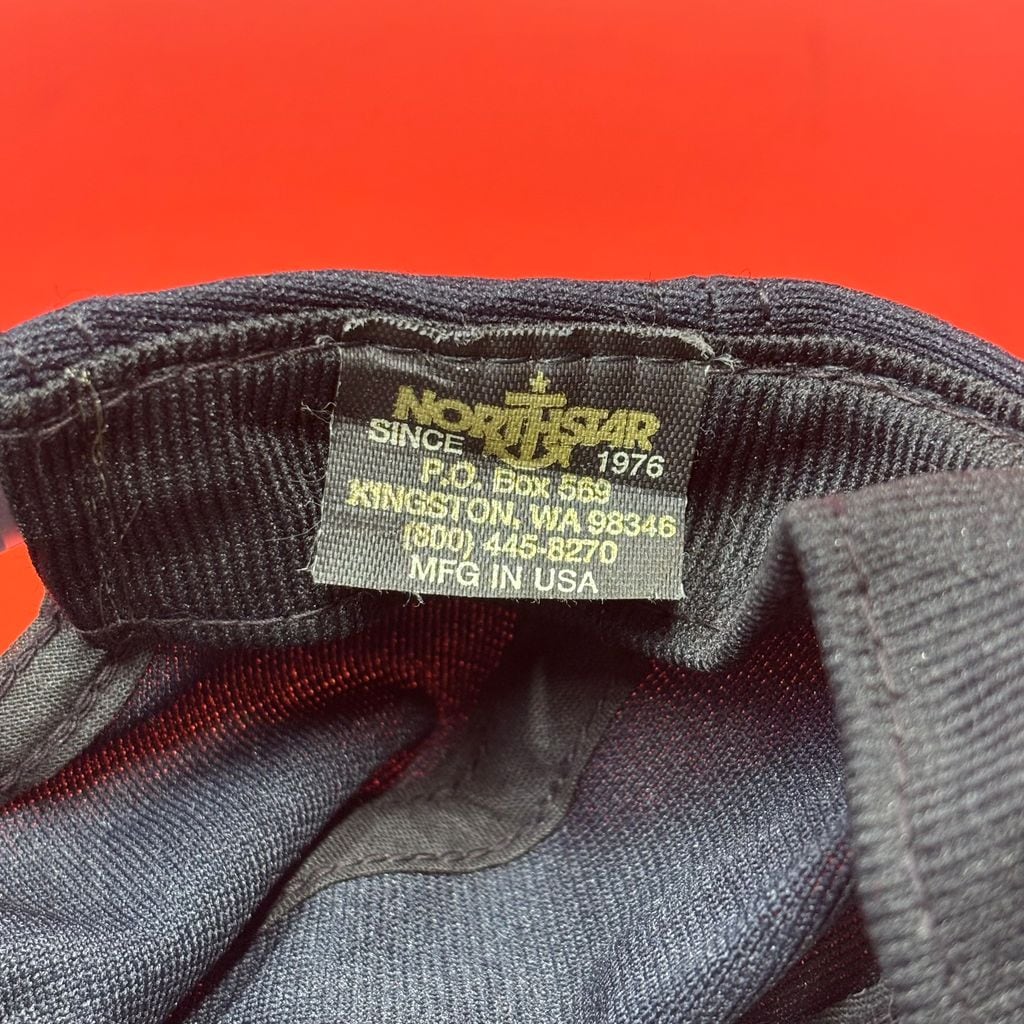 NORTHSTAR
SINCE 1976
P.O. Box 569
KINGSTON, WA 98346
(800) 445-8270
MFG IN USA